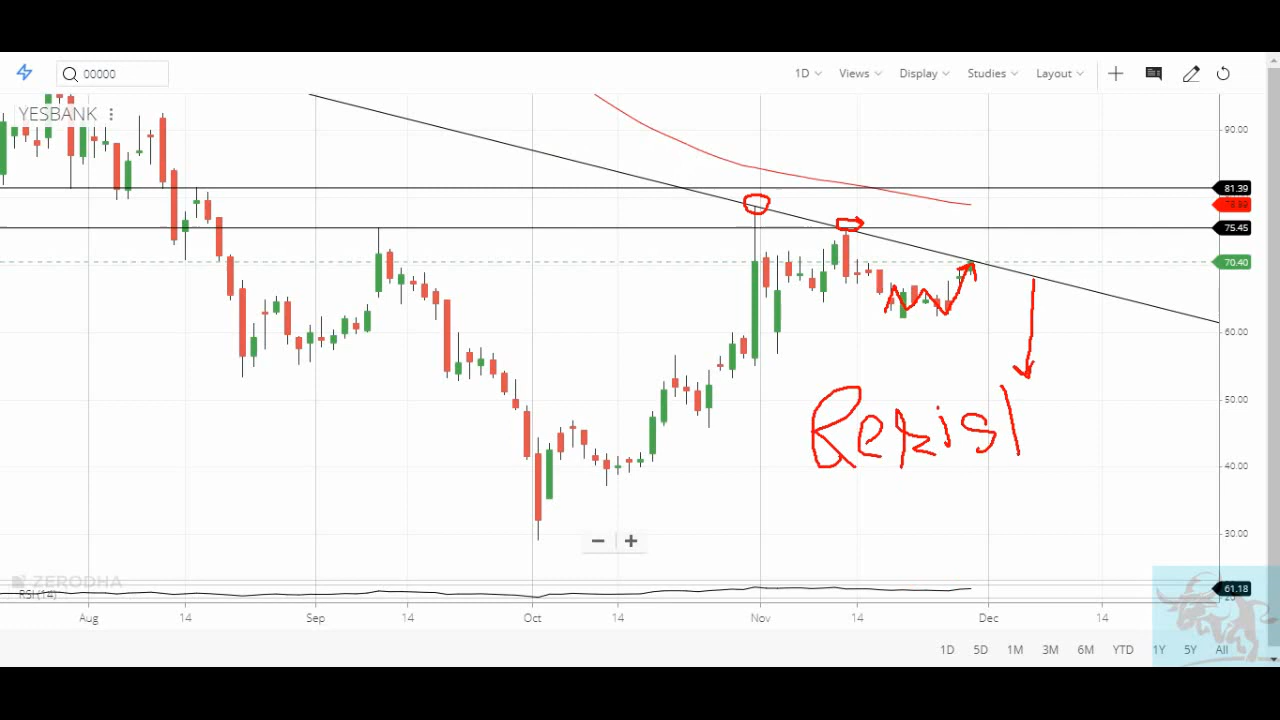 00000
1D Views Display Studies Layout
YESBANK
90.00
81.39
75.45
70.40
60.00
50.00
40.00
30.00
ZERODHA
RSI (14)
61.18
Aug 14 Sep 14 Oct 14 Nov 14 Dec 14
1D 5D 1M 3M 6M YTD 1Y 5Y All